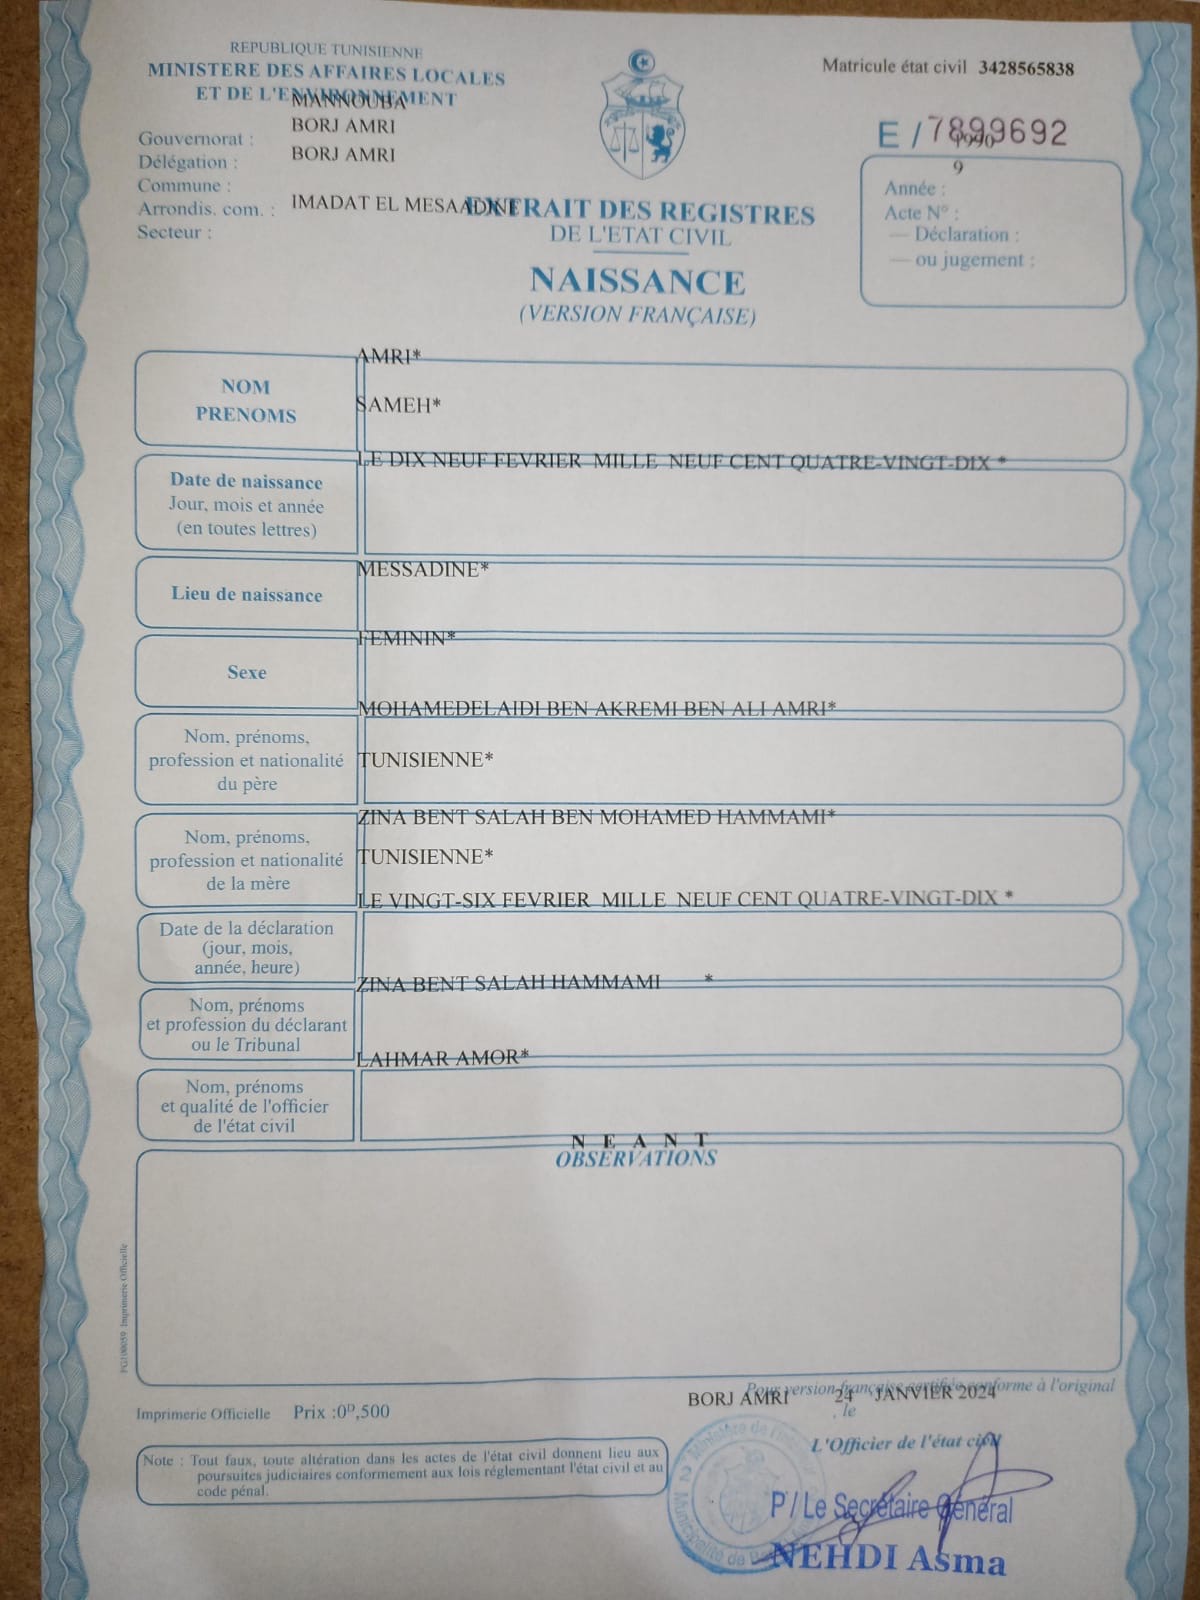 REPUBLIQUE TUNISIENNE
MINISTERE DES AFFAIRES LOCALES
ET DE L'ENVIRONNEMENT
MANNOUBA
BORJ AMRI
BORJ AMRI
IMADAT EL MESAADINE
Gouvernorat :
Délégation :
Commune :
Arrondis. com. :
Secteur :
Matricule état civil 3428565838
E / 7899692
1990
9
Année :
Acte N° :
— Déclaration :
— ou jugement :
EXTRAIT DES REGISTRES
DE L'ETAT CIVIL
NAISSANCE
(VERSION FRANÇAISE)
AMRI*
NOM
PRENOMS
SAMEH*
LE DIX NEUF FEVRIER MILLE NEUF CENT QUATRE-VINGT-DIX *
Date de naissance
Jour, mois et année
(en toutes lettres)
MESSADINE*
Lieu de naissance
FEMININ*
Sexe
MOHAMEDELAIDI BEN AKREMI BEN ALI AMRI*
Nom, prénoms,
profession et nationalité
du père
TUNISIENNE*
ZINA BENT SALAH BEN MOHAMED HAMMAMI*
Nom, prénoms,
profession et nationalité
de la mère
TUNISIENNE*
LE VINGT-SIX FEVRIER MILLE NEUF CENT QUATRE-VINGT-DIX *
Date de la déclaration
(jour, mois,
année, heure)
ZINA BENT SALAH HAMMAMI *
Nom, prénoms
et profession du déclarant
ou le Tribunal
LAHMAR AMOR*
Nom, prénoms
et qualité de l'officier
de l'état civil
N E A N T
OBSERVATIONS
FG100059 Imprimerie Officielle
Pour version française certifiée conforme à l'original
BORJ AMRI 24 JANVIER 2024
, le
Imprimerie Officielle Prix :0ᴰ,500
L'Officier de l'état civil
Note : Tout faux, toute altération dans les actes de l'état civil donnent lieu aux
poursuites judiciaires conformement aux lois réglementant l'état civil et au
code pénal.
P/ Le Secrétaire Général
NEHDI Asma
Ministère de
Municipalité de